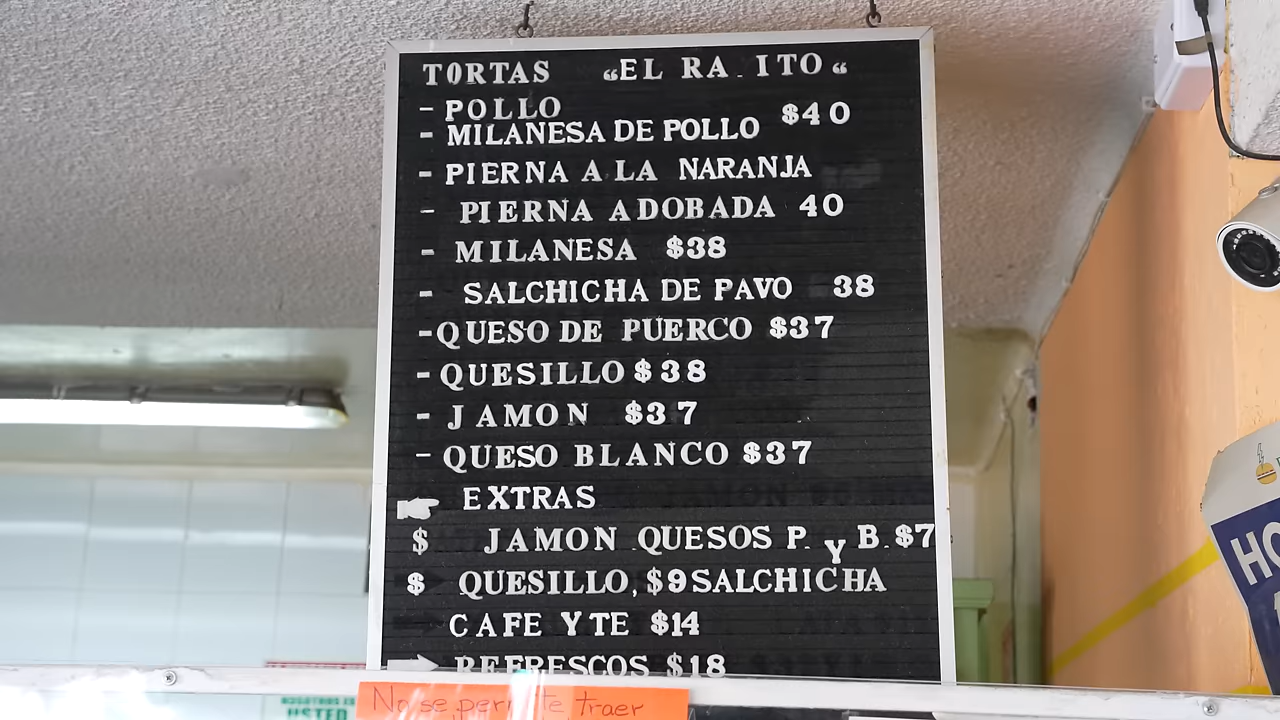 TORTAS “EL RA.ITO“
- POLLO $40
- MILANESA DE POLLO
- PIERNA A LA NARANJA
- PIERNA ADOBADA 40
- MILANESA $38
- SALCHICHA DE PAVO 38
- QUESO DE PUERCO $37
- QUESILLO $38
- JAMON $37
- QUESO BLANCO $37
EXTRAS
$ JAMON QUESOS P. Y B. $7
$ QUESILLO, $9 SALCHICHA
CAFE Y TE $14
REFRESCOS $18
No se permite traer
USTED
HO